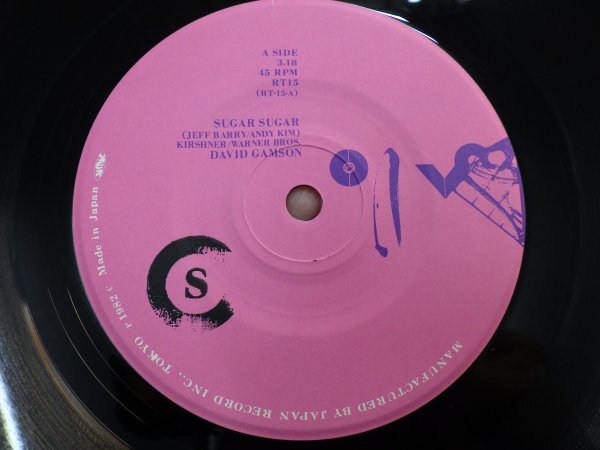 A SIDE
3.18
45 RPM
RT15
(RT-15-A)
SUGAR SUGAR
(JEFF BARRY/ANDY KIM)
KIRSHNER/WARNER BROS.
DAVID GAMSON
S
MANUFACTURED BY JAPAN RECORD INC., TOKYO P 1982 C Made in Japan